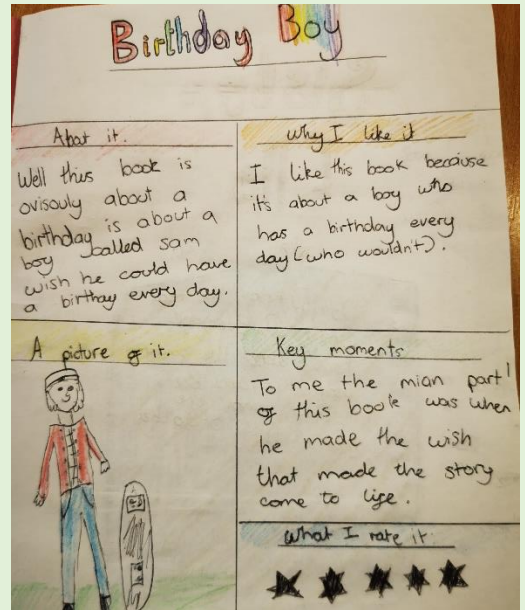 Birthday Boy
About it.
Well this book is
ovisouly about a
birthday is about a
boy called sam
wish he could have
a birthay every day.
Why I like it
I like this book because
it's about a boy who
has a birthday every
day (who wouldn't).
A picture of it.
Key moments
To me the mian part
of this book was when
he made the wish
that made the story
come to life.
What I rate it: